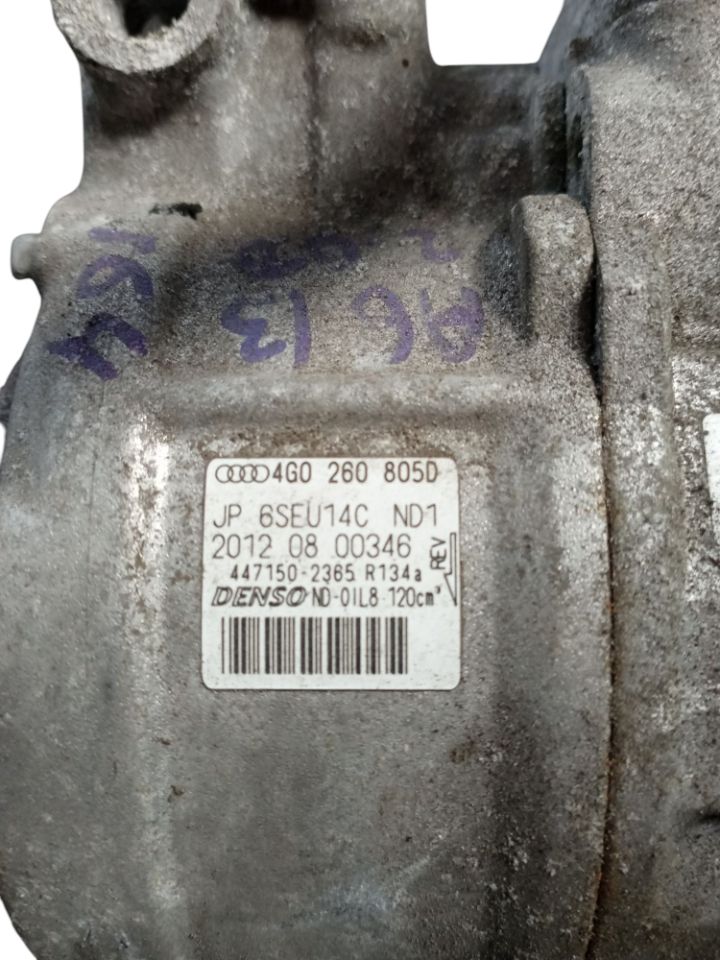 A6 13
4G0 260 805D
JP 6SEU14C ND1
2012 08 00346
447150-2365 R134a
REV
DENSO ND-OIL8 120cm³